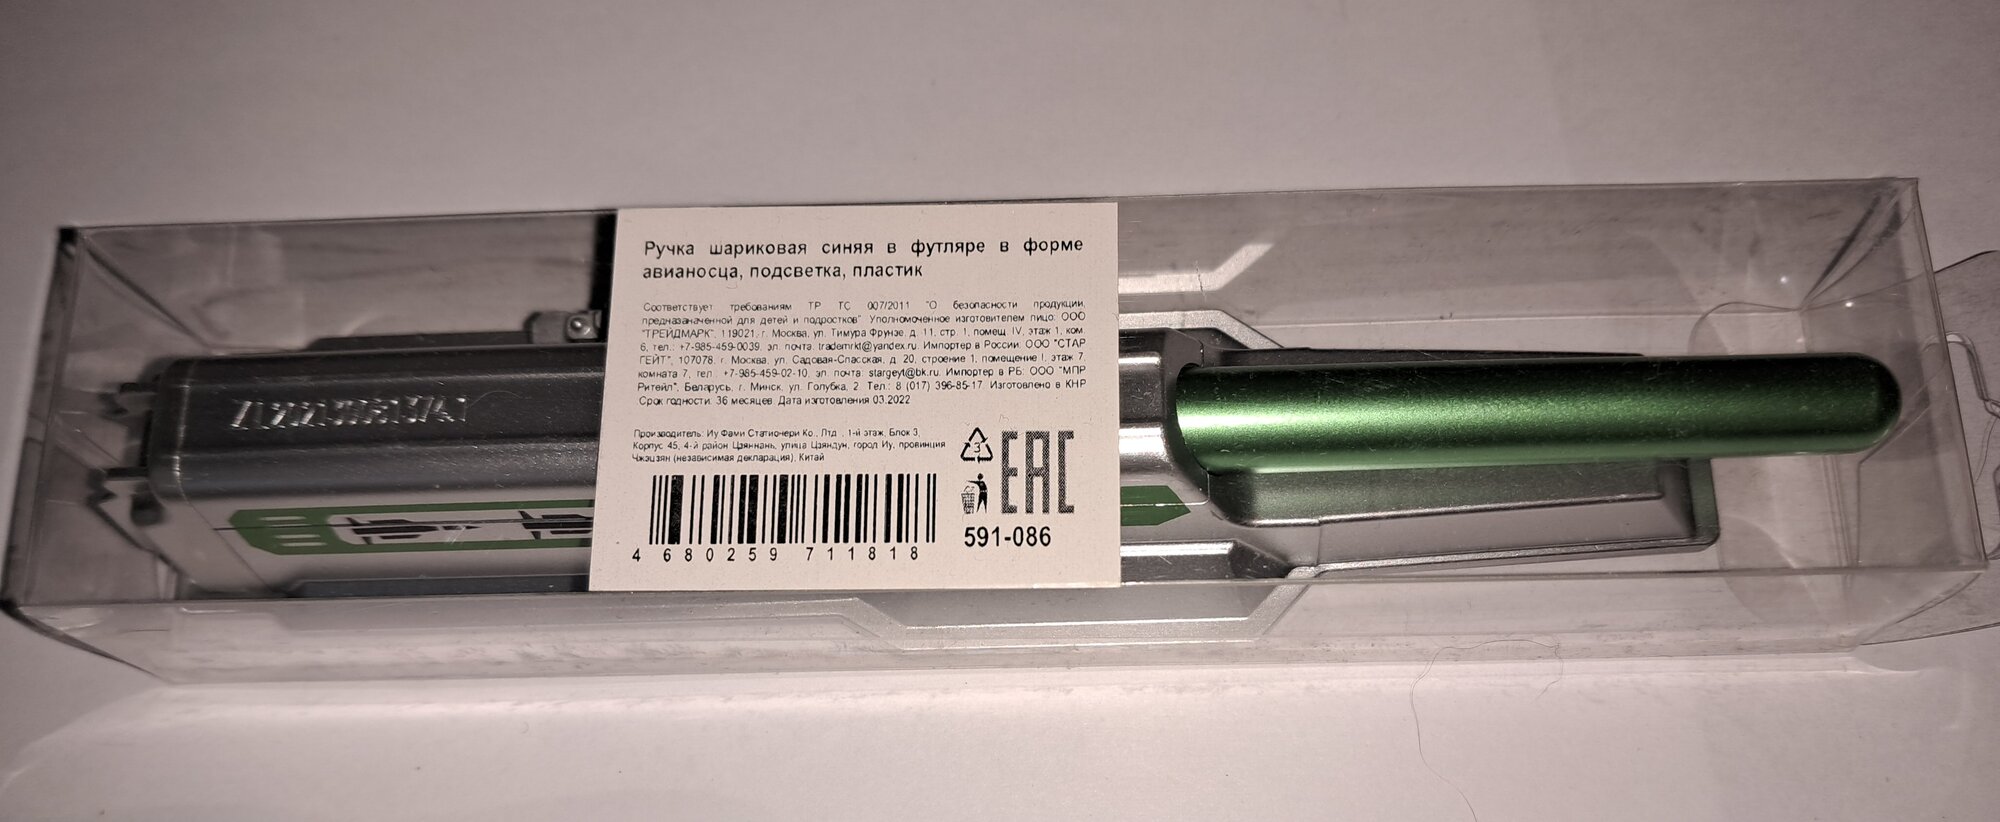 Ручка шариковая синяя в футляре в форме
авианосца, подсветка, пластик
Соответствует требованиям ТР ТС 007/2011 "О безопасности продукции,
предназначенной для детей и подростков". Уполномоченное изготовителем лицо: ООО
"ТРЕЙДМАРК", 119021, г. Москва, ул. Тимура Фрунзе, д. 11, стр. 1, помещ. IV, этаж 1, ком.
6, тел.: +7-985-459-0039, эл. почта: trademrkt@yandex.ru. Импортер в России: ООО "СТАР
ГЕЙТ", 107078, г. Москва, ул. Садовая-Спасская, д. 20, строение 1, помещение I, этаж 7,
комната 7, тел.: +7-985-459-02-10, эл. почта: stargeyt@bk.ru. Импортер в РБ: ООО "МПР
Ритейл", Беларусь, г. Минск, ул. Голубка, 2. Тел.: 8 (017) 396-85-17. Изготовлено в КНР
Срок годности: 36 месяцев. Дата изготовления 03.2022
Производитель: Иу Фами Статионери Ко., Лтд., 1-й этаж, Блок 3,
Корпус 45, 4-й район Цзяннань, улица Цзяндун, город Иу, провинция
Чжэцзян (независимая декларация), Китай
3
EAC
4 680259 711818
591-086